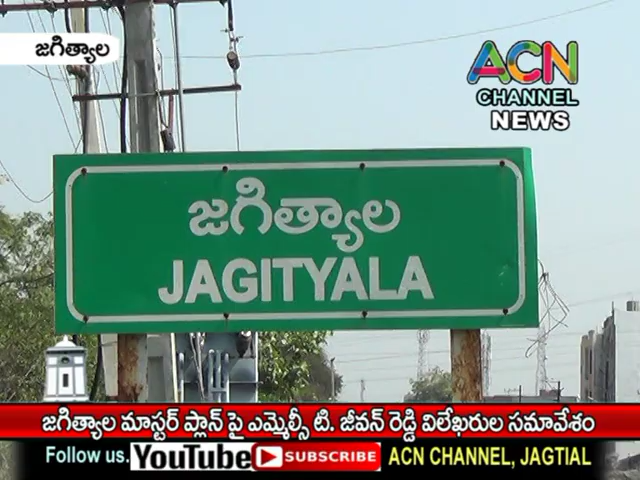 జగిత్యాల
ACN
CHANNEL
NEWS
జగిత్యాల
JAGITYALA
జగిత్యాల మాస్టర్ ప్లాన్ పై ఎమ్మెల్సీ టి. జీవన్ రెడ్డి విలేఖరుల సమావేశం
Follow us. YouTube SUBSCRIBE ACN CHANNEL, JAGTIAL